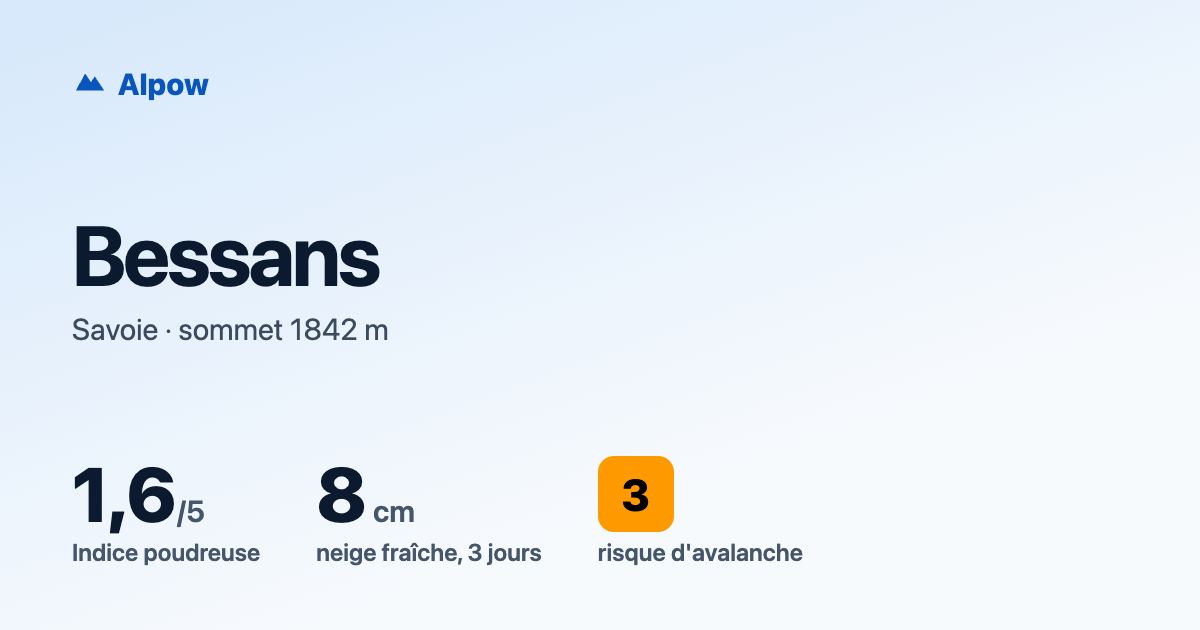 Alpow
Bessans
Savoie · sommet 1842 m
1,6/5
Indice poudreuse
8 cm
neige fraîche, 3 jours
3
risque d'avalanche